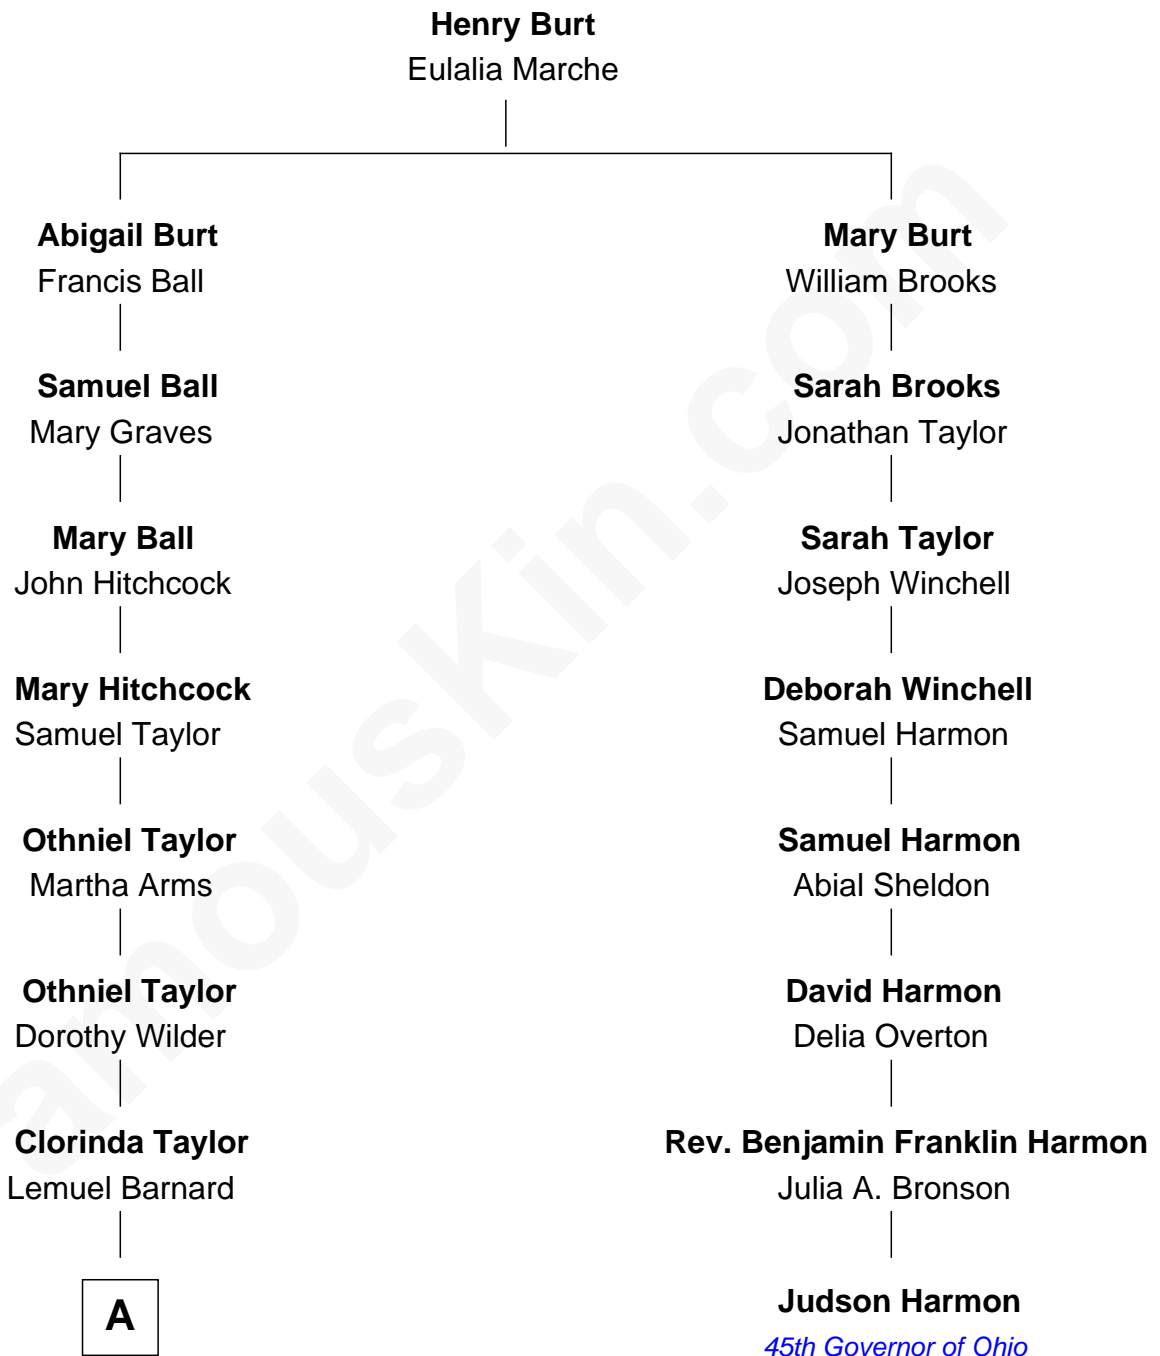 Henry Burt
Eulalia Marche
Abigail Burt
Francis Ball
Mary Burt
William Brooks
Samuel Ball
Mary Graves
Sarah Brooks
Jonathan Taylor
Mary Ball
John Hitchcock
Sarah Taylor
Joseph Winchell
Mary Hitchcock
Samuel Taylor
Deborah Winchell
Samuel Harmon
Othniel Taylor
Martha Arms
Samuel Harmon
Abial Sheldon
Othniel Taylor
Dorothy Wilder
David Harmon
Delia Overton
Clorinda Taylor
Lemuel Barnard
Rev. Benjamin Franklin Harmon
Julia A. Bronson
A
Judson Harmon
45th Governor of Ohio
amousKin.com